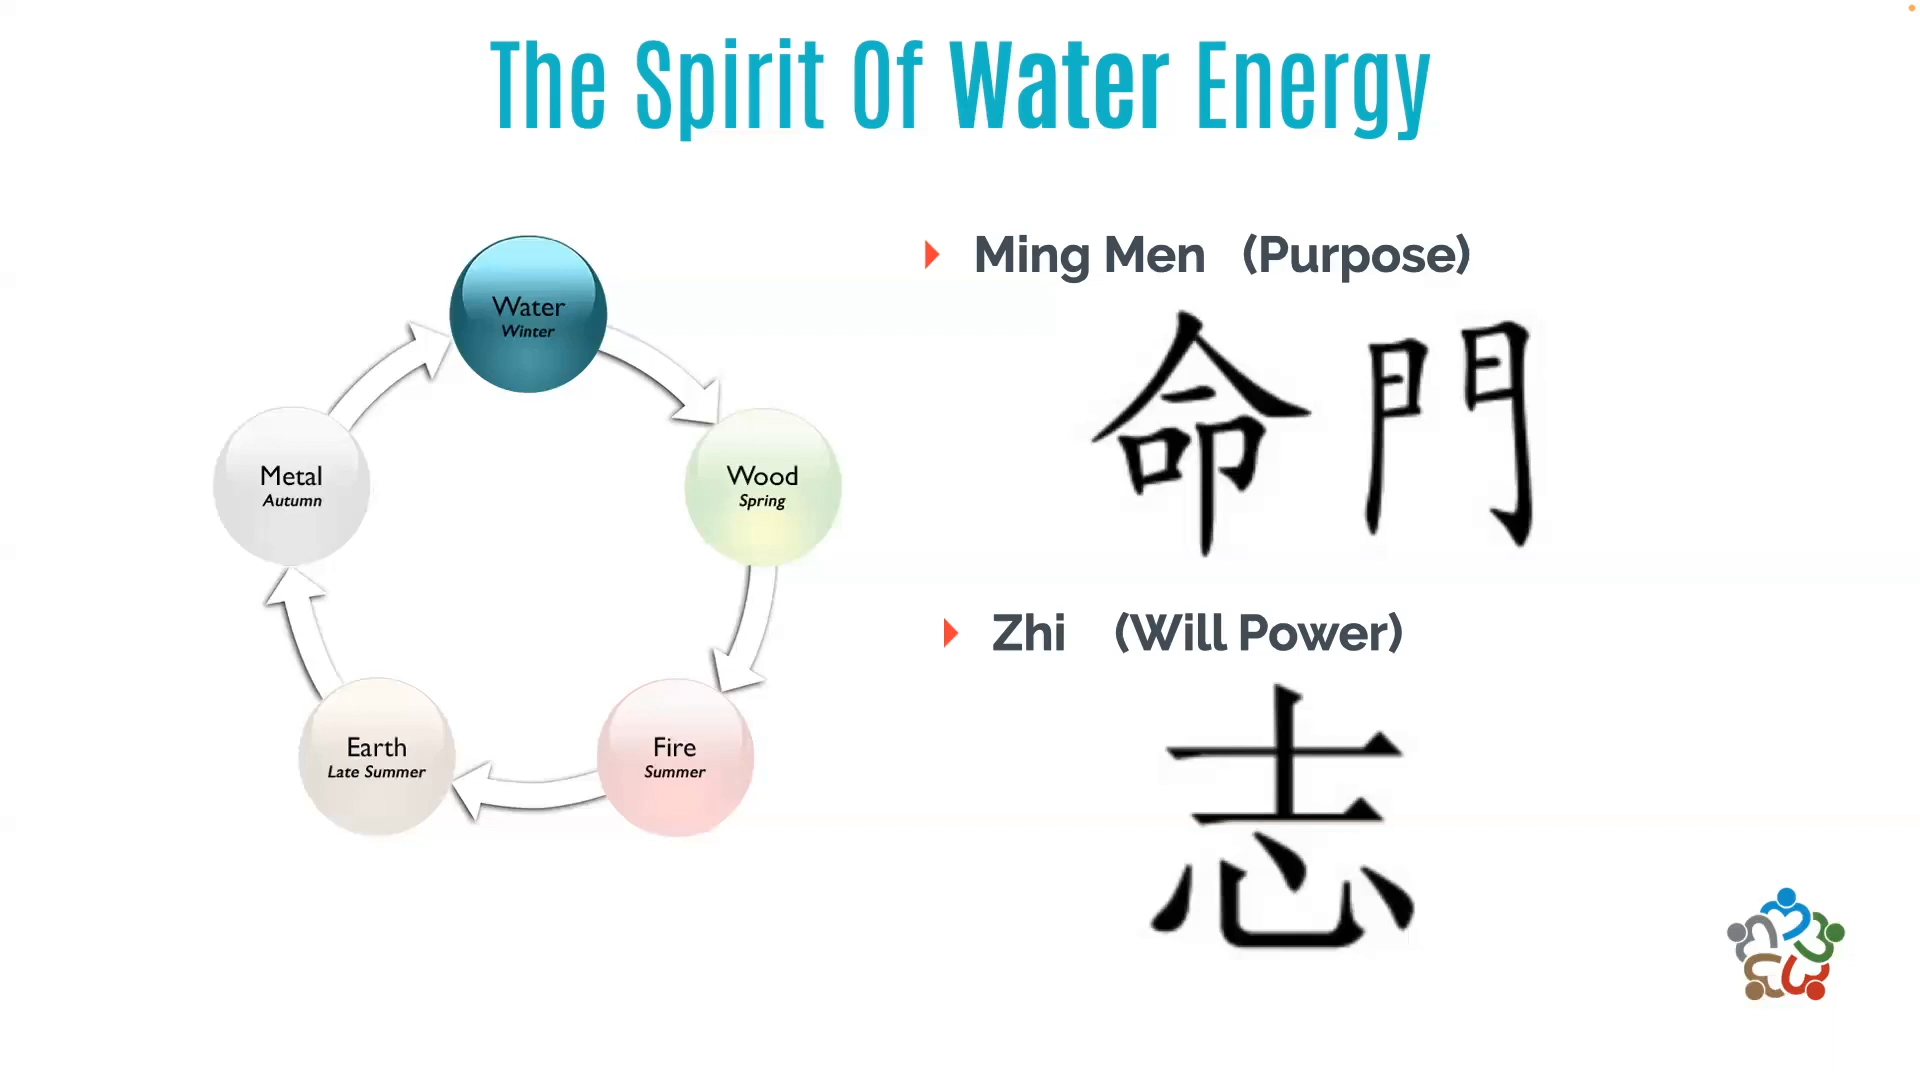 The Spirit Of Water Energy
Water
Winter
Wood
Spring
Fire
Summer
Earth
Late Summer
Metal
Autumn
Ming Men (Purpose)
命門
Zhi (Will Power)
志